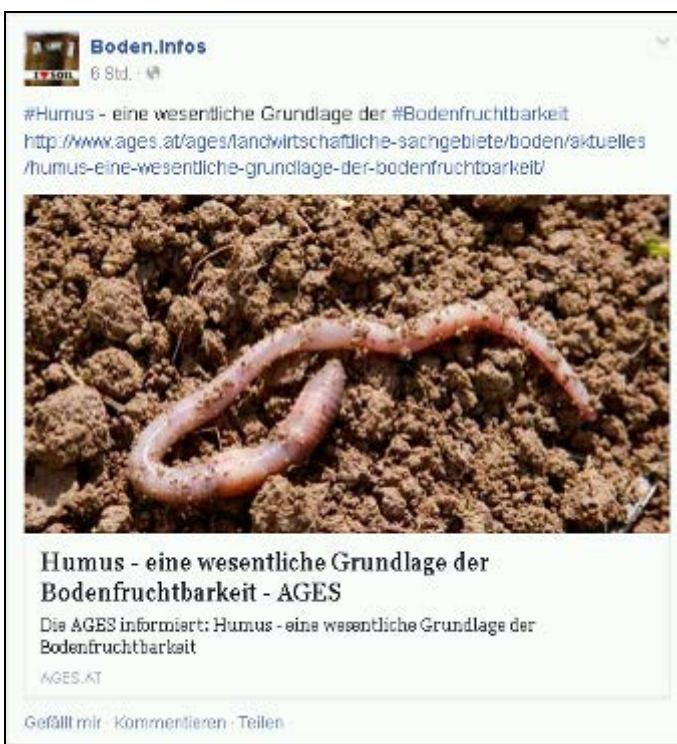 I ♥ SOIL
Boden.Infos
6 Std. ·
#Humus - eine wesentliche Grundlage der #Bodenfruchtbarkeit
http://www.ages.at/ages/landwirtschaftliche-sachgebiete/boden/aktuelles
/humus-eine-wesentliche-grundlage-der-bodenfruchtbarkeit/
Humus - eine wesentliche Grundlage der
Bodenfruchtbarkeit - AGES
Die AGES informiert: Humus - eine wesentliche Grundlage der
Bodenfruchtbarkeit
AGES.AT
Gefällt mir · Kommentieren · Teilen